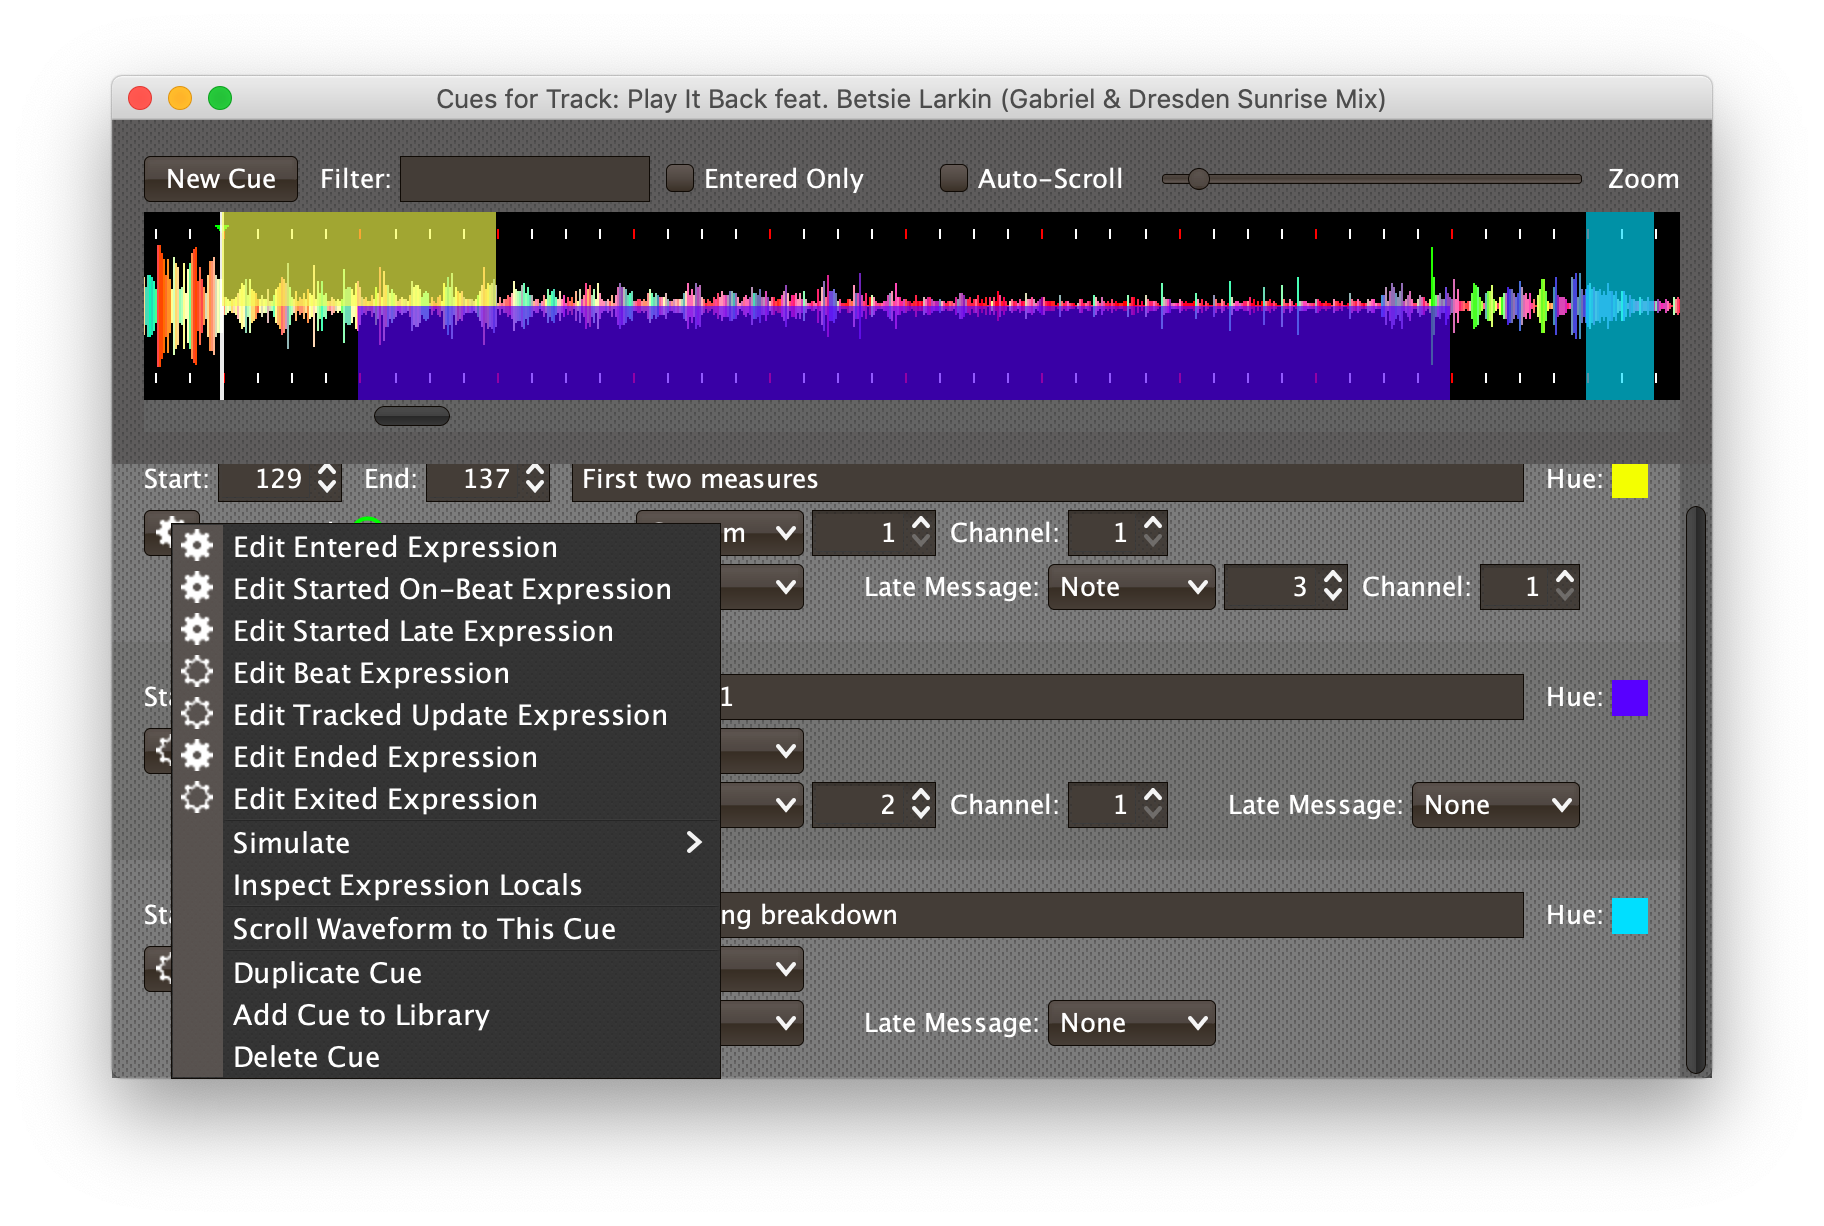 Cues for Track: Play It Back feat. Betsie Larkin (Gabriel & Dresden Sunrise Mix)
New Cue Filter: Entered Only Auto-Scroll Zoom
Start: 129 End: 137 First two measures Hue:
m 1 Channel: 1
Late Message: Note 3 Channel: 1
Edit Entered Expression
Edit Started On-Beat Expression
Edit Started Late Expression
Edit Beat Expression
Edit Tracked Update Expression
Edit Ended Expression
Edit Exited Expression
Simulate
Inspect Expression Locals
Scroll Waveform to This Cue
Duplicate Cue
Add Cue to Library
Delete Cue
1 Hue:
2 Channel: 1 Late Message: None
ng breakdown Hue:
Late Message: None